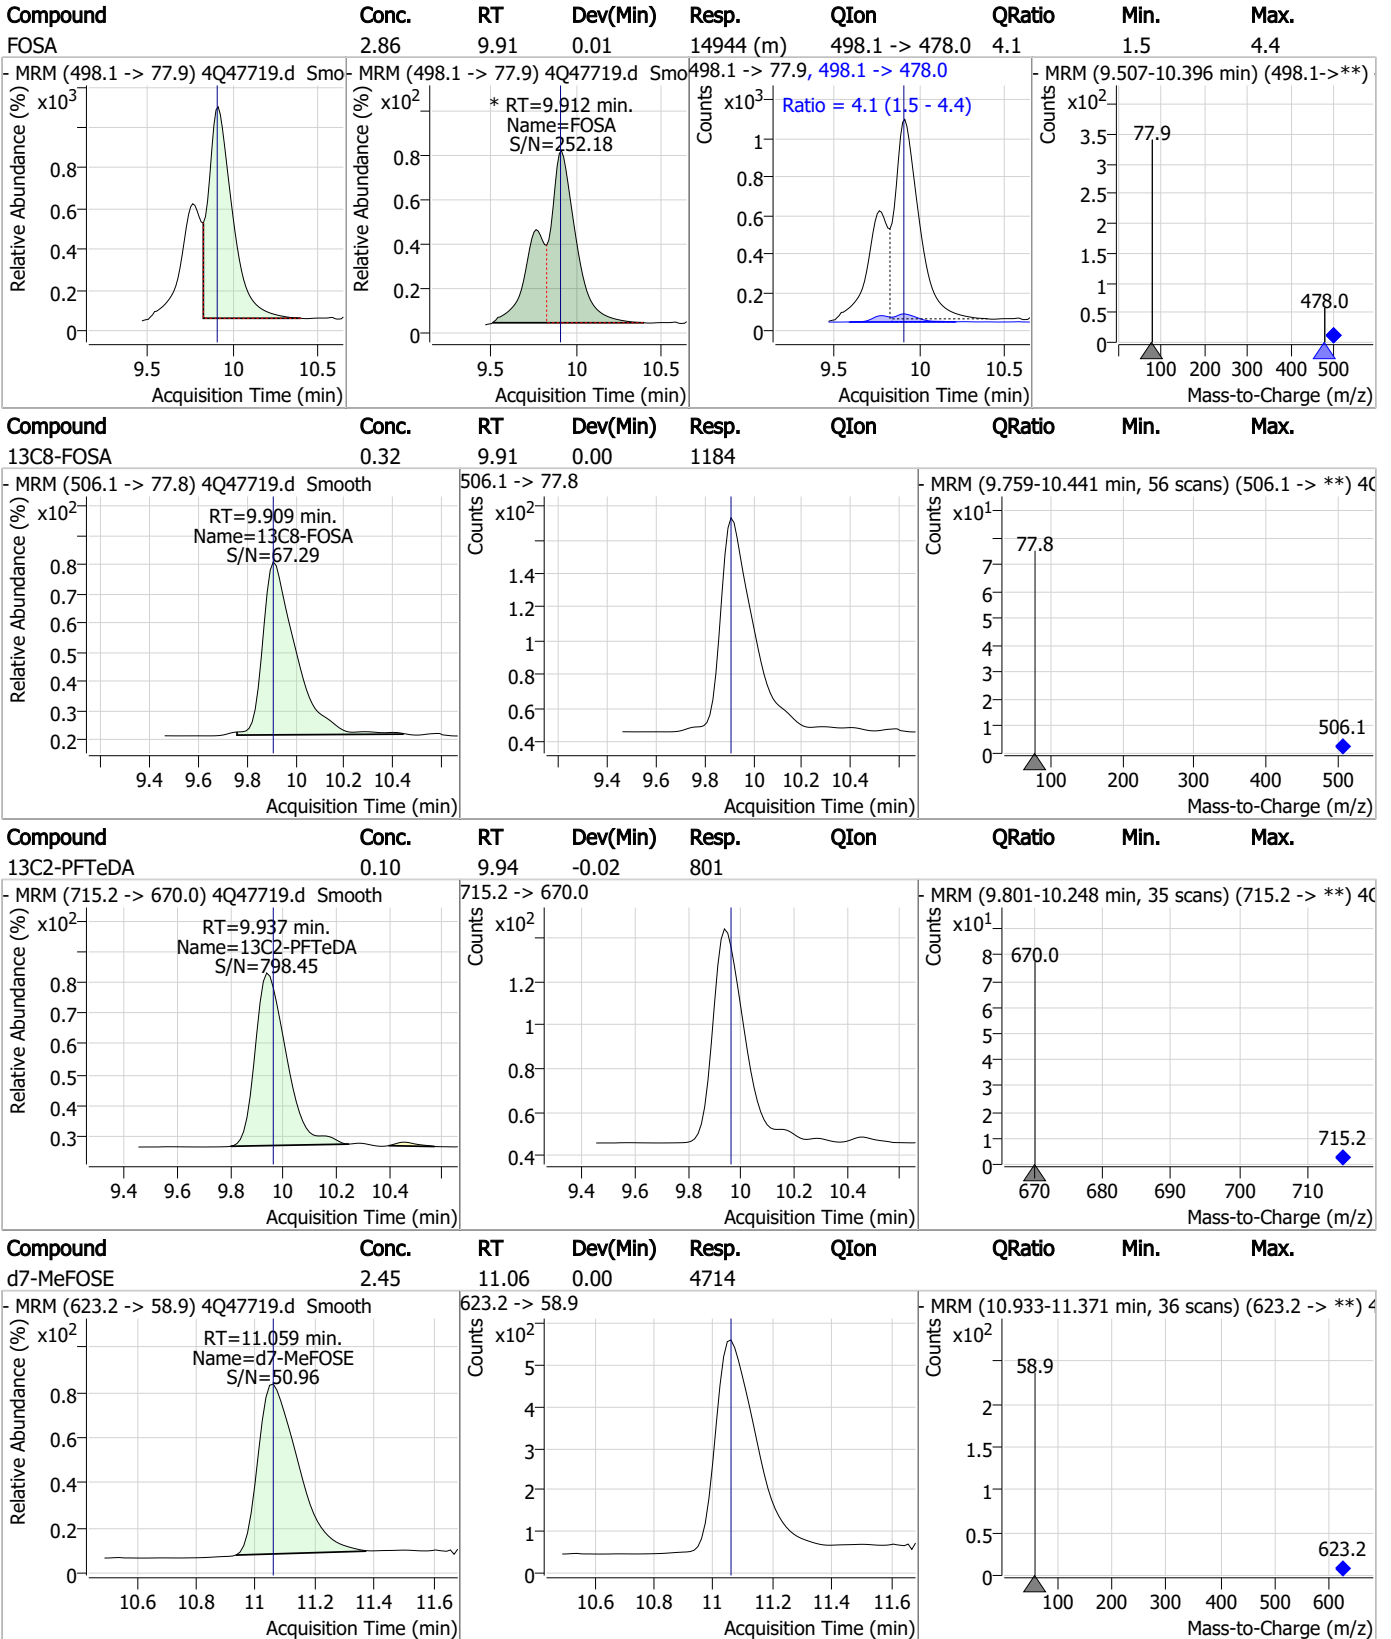 Compound Conc. RT Dev(Min) Resp. QIon QRatio Min. Max.
FOSA 2.86 9.91 0.01 14944 (m) 498.1 -> 478.0 4.1 1.5 4.4
- MRM (498.1 -> 77.9) 4Q47719.d Smo
Relative Abundance (%)
x10³
1
0.8
0.6
0.4
0.2
0
9.5 10 10.5
Acquisition Time (min)
- MRM (498.1 -> 77.9) 4Q47719.d Smo
Relative Abundance (%)
x10²
* RT=9.912 min.
Name=FOSA
S/N=252.18
0.8
0.6
0.4
0.2
0
9.5 10 10.5
Acquisition Time (min)
498.1 -> 77.9, 498.1 -> 478.0
Counts
x10³
Ratio = 4.1 (1.5 - 4.4)
1
0.8
0.6
0.4
0.2
0
9.5 10 10.5
Acquisition Time (min)
- MRM (9.507-10.396 min) (498.1->**)
Counts
x10²
77.9
3.5
3
2.5
2
1.5
1
0.5
0
478.0
100 200 300 400 500
Mass-to-Charge (m/z)
Compound Conc. RT Dev(Min) Resp. QIon QRatio Min. Max.
13C8-FOSA 0.32 9.91 0.00 1184
- MRM (506.1 -> 77.8) 4Q47719.d Smooth
Relative Abundance (%)
x10²
RT=9.909 min.
Name=13C8-FOSA
S/N=67.29
0.8
0.7
0.6
0.5
0.4
0.3
0.2
9.4 9.6 9.8 10 10.2 10.4
Acquisition Time (min)
506.1 -> 77.8
Counts
x10²
1.4
1.2
1
0.8
0.6
0.4
9.4 9.6 9.8 10 10.2 10.4
Acquisition Time (min)
- MRM (9.759-10.441 min, 56 scans) (506.1 -> **) 4Q
Counts
x10¹
77.8
7
6
5
4
3
2
1
0
506.1
100 200 300 400 500
Mass-to-Charge (m/z)
Compound Conc. RT Dev(Min) Resp. QIon QRatio Min. Max.
13C2-PFTeDA 0.10 9.94 -0.02 801
- MRM (715.2 -> 670.0) 4Q47719.d Smooth
Relative Abundance (%)
x10²
RT=9.937 min.
Name=13C2-PFTeDA
S/N=798.45
0.8
0.7
0.6
0.5
0.4
0.3
9.4 9.6 9.8 10 10.2 10.4
Acquisition Time (min)
715.2 -> 670.0
Counts
x10²
1.2
1
0.8
0.6
0.4
9.4 9.6 9.8 10 10.2 10.4
Acquisition Time (min)
- MRM (9.801-10.248 min, 35 scans) (715.2 -> **) 4Q
Counts
x10¹
670.0
8
7
6
5
4
3
2
1
0
715.2
670 680 690 700 710
Mass-to-Charge (m/z)
Compound Conc. RT Dev(Min) Resp. QIon QRatio Min. Max.
d7-MeFOSE 2.45 11.06 0.00 4714
- MRM (623.2 -> 58.9) 4Q47719.d Smooth
Relative Abundance (%)
x10²
RT=11.059 min.
Name=d7-MeFOSE
S/N=50.96
0.8
0.6
0.4
0.2
0
10.6 10.8 11 11.2 11.4 11.6
Acquisition Time (min)
623.2 -> 58.9
Counts
x10²
5
4
3
2
1
0
10.6 10.8 11 11.2 11.4 11.6
Acquisition Time (min)
- MRM (10.933-11.371 min, 36 scans) (623.2 -> **) 4
Counts
x10²
58.9
2
1.5
1
0.5
0
623.2
100 200 300 400 500 600
Mass-to-Charge (m/z)